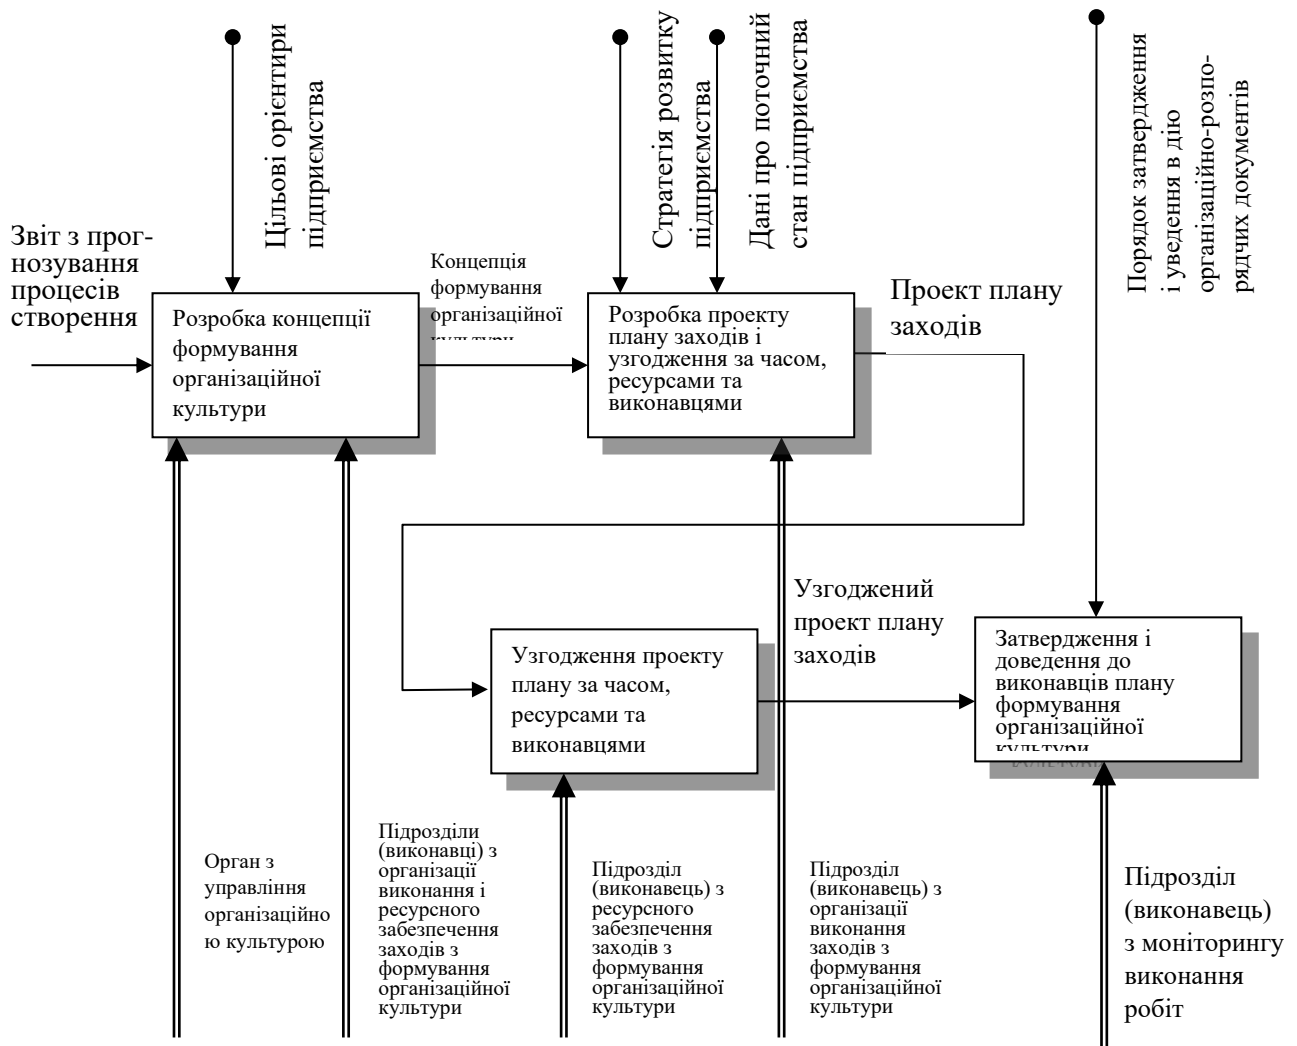 Цільові орієнтири
підприємства
Стратегія розвитку
підприємства
Дані про поточний
стан підприємства
Порядок затвердження
і уведення в дію
організаційно-розпо-
рядчих документів
Звіт з прог-
нозування
процесів
створення
Розробка концепції
формування
організаційної
культури
Концепція
формування
організаційної
культури
Розробка проекту
плану заходів і
узгодження за часом,
ресурсами та
виконавцями
Проект плану
заходів
Узгодження проекту
плану за часом,
ресурсами та
виконавцями
Узгоджений
проект плану
заходів
Затвердження і
доведення до
виконавців плану
формування
організаційної
культури
Орган з
управління
організаційно
ю культурою
Підрозділи
(виконавці) з
організації
виконання і
ресурсного
забезпечення
заходів з
формування
організаційної
культури
Підрозділ
(виконавець) з
ресурсного
забезпечення
заходів з
формування
організаційної
культури
Підрозділ
(виконавець) з
організації
виконання
заходів з
формування
організаційної
культури
Підрозділ
(виконавець)
з моніторингу
виконання
робіт